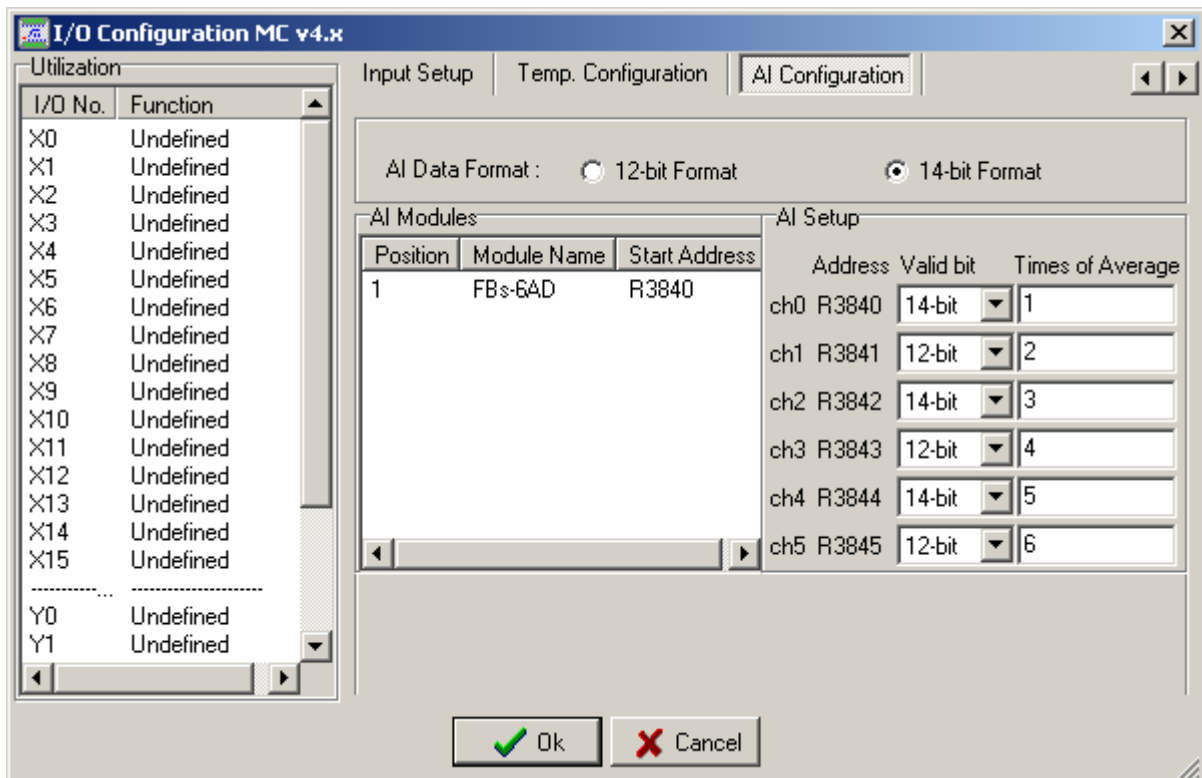 I/O Configuration MC v4.x
Utilization
I/O No. Function
X0 Undefined
X1 Undefined
X2 Undefined
X3 Undefined
X4 Undefined
X5 Undefined
X6 Undefined
X7 Undefined
X8 Undefined
X9 Undefined
X10 Undefined
X11 Undefined
X12 Undefined
X13 Undefined
X14 Undefined
X15 Undefined
-----------... ----------------------
Y0 Undefined
Y1 Undefined
Input Setup Temp. Configuration AI Configuration
AI Data Format : 12-bit Format 14-bit Format
AI Modules
Position Module Name Start Address
1 FBs-6AD R3840
AI Setup
Address Valid bit Times of Average
ch0 R3840 14-bit 1
ch1 R3841 12-bit 2
ch2 R3842 14-bit 3
ch3 R3843 12-bit 4
ch4 R3844 14-bit 5
ch5 R3845 12-bit 6
Ok Cancel